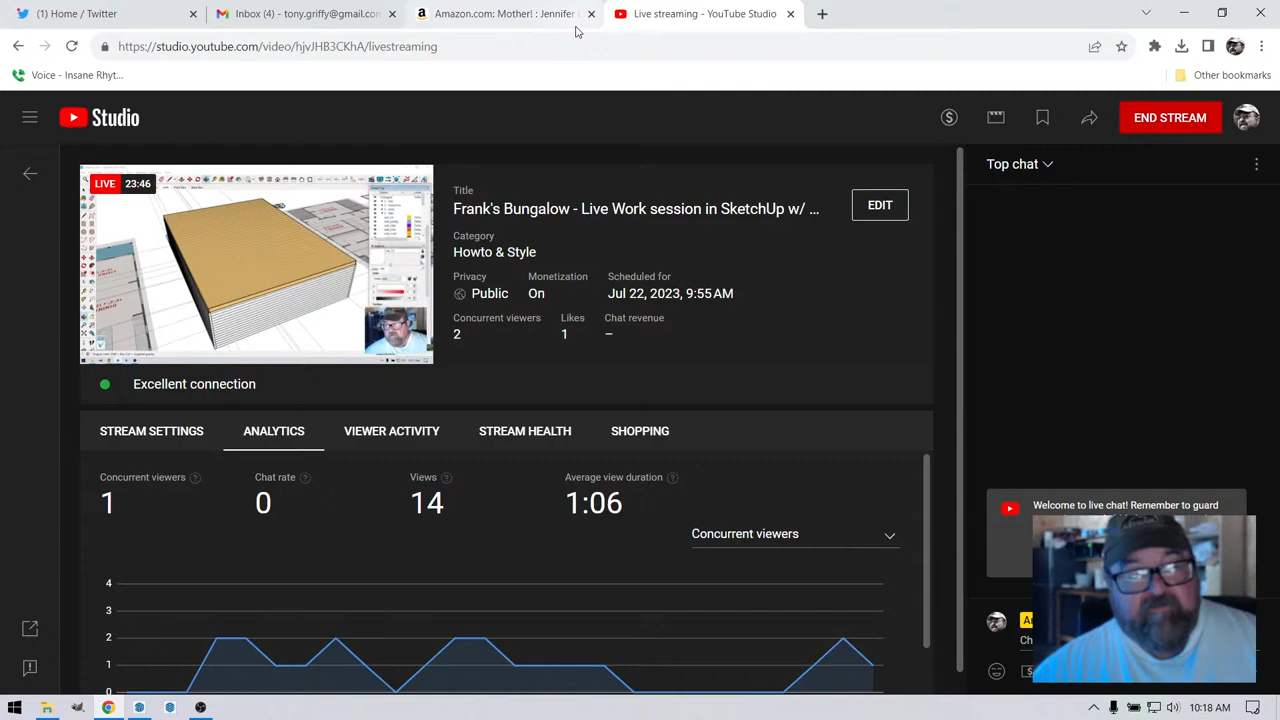 (1) Home / Twitter
Inbox (4) - tony.griffy@gmail.con
Amazon.com: Mother! : Jennifer
Live streaming - YouTube Studio
https://studio.youtube.com/video/hjvJHB3CKhA/livestreaming
Voice - Insane Rhyt...
Other bookmarks
Studio
END STREAM
LIVE 23:46
Title
Frank's Bungalaw - Live Work session in SketchUp w/ ...
EDIT
Category
Howto & Style
Privacy
Monetization
Scheduled for
Public
On
Jul 22, 2023, 9:55 AM
Concurrent viewers
Likes
Chat revenue
2
1
–
Excellent connection
STREAM SETTINGS
ANALYTICS
VIEWER ACTIVITY
STREAM HEALTH
SHOPPING
Concurrent viewers
Chat rate
Views
Average view duration
1
0
14
1:06
Concurrent viewers
4
3
2
1
0
Top chat
Welcome to live chat! Remember to guard
10:18 AM